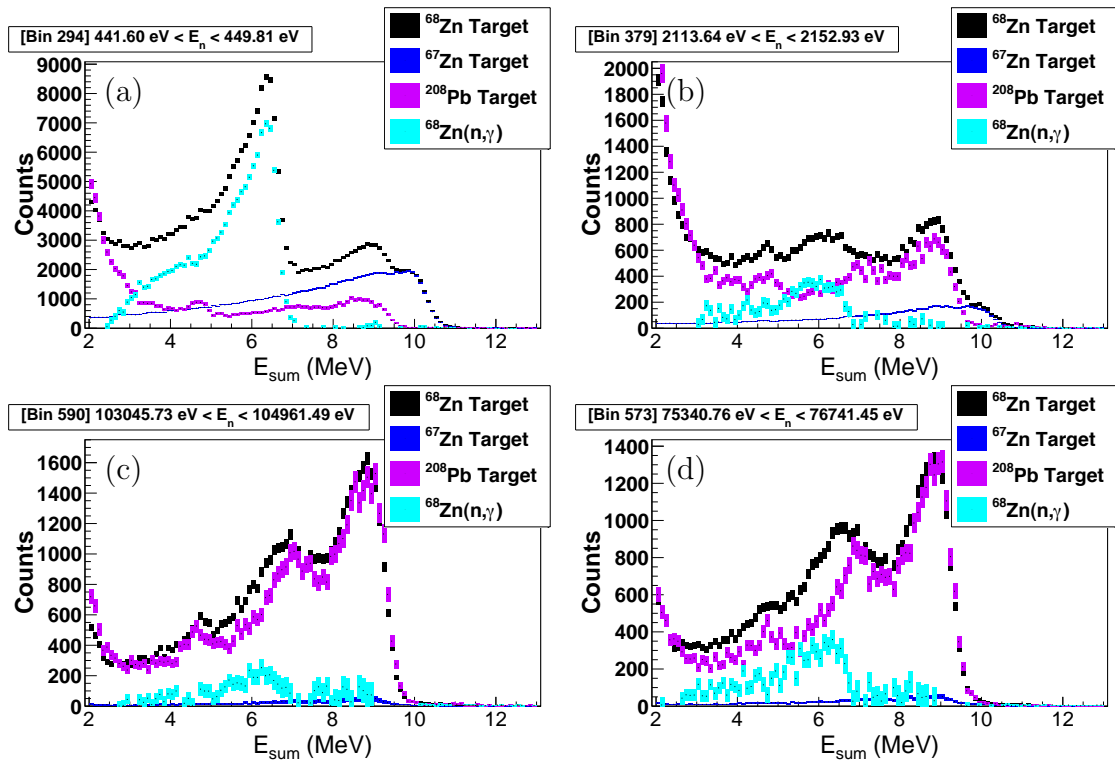 [Bin 294] 441.60 eV < Eₙ < 449.81 eV
⁶⁸Zn Target
⁶⁷Zn Target
²⁰⁸Pb Target
⁶⁸Zn(n,γ)
(a)
Counts
9000
8000
7000
6000
5000
4000
3000
2000
1000
0
2 4 6 8 10 12
E_sum (MeV)
[Bin 379] 2113.64 eV < Eₙ < 2152.93 eV
⁶⁸Zn Target
⁶⁷Zn Target
²⁰⁸Pb Target
⁶⁸Zn(n,γ)
(b)
Counts
2000
1800
1600
1400
1200
1000
800
600
400
200
0
2 4 6 8 10 12
E_sum (MeV)
[Bin 590] 103045.73 eV < Eₙ < 104961.49 eV
⁶⁸Zn Target
⁶⁷Zn Target
²⁰⁸Pb Target
⁶⁸Zn(n,γ)
(c)
Counts
1600
1400
1200
1000
800
600
400
200
0
2 4 6 8 10 12
E_sum (MeV)
[Bin 573] 75340.76 eV < Eₙ < 76741.45 eV
⁶⁸Zn Target
⁶⁷Zn Target
²⁰⁸Pb Target
⁶⁸Zn(n,γ)
(d)
Counts
1400
1200
1000
800
600
400
200
0
2 4 6 8 10 12
E_sum (MeV)